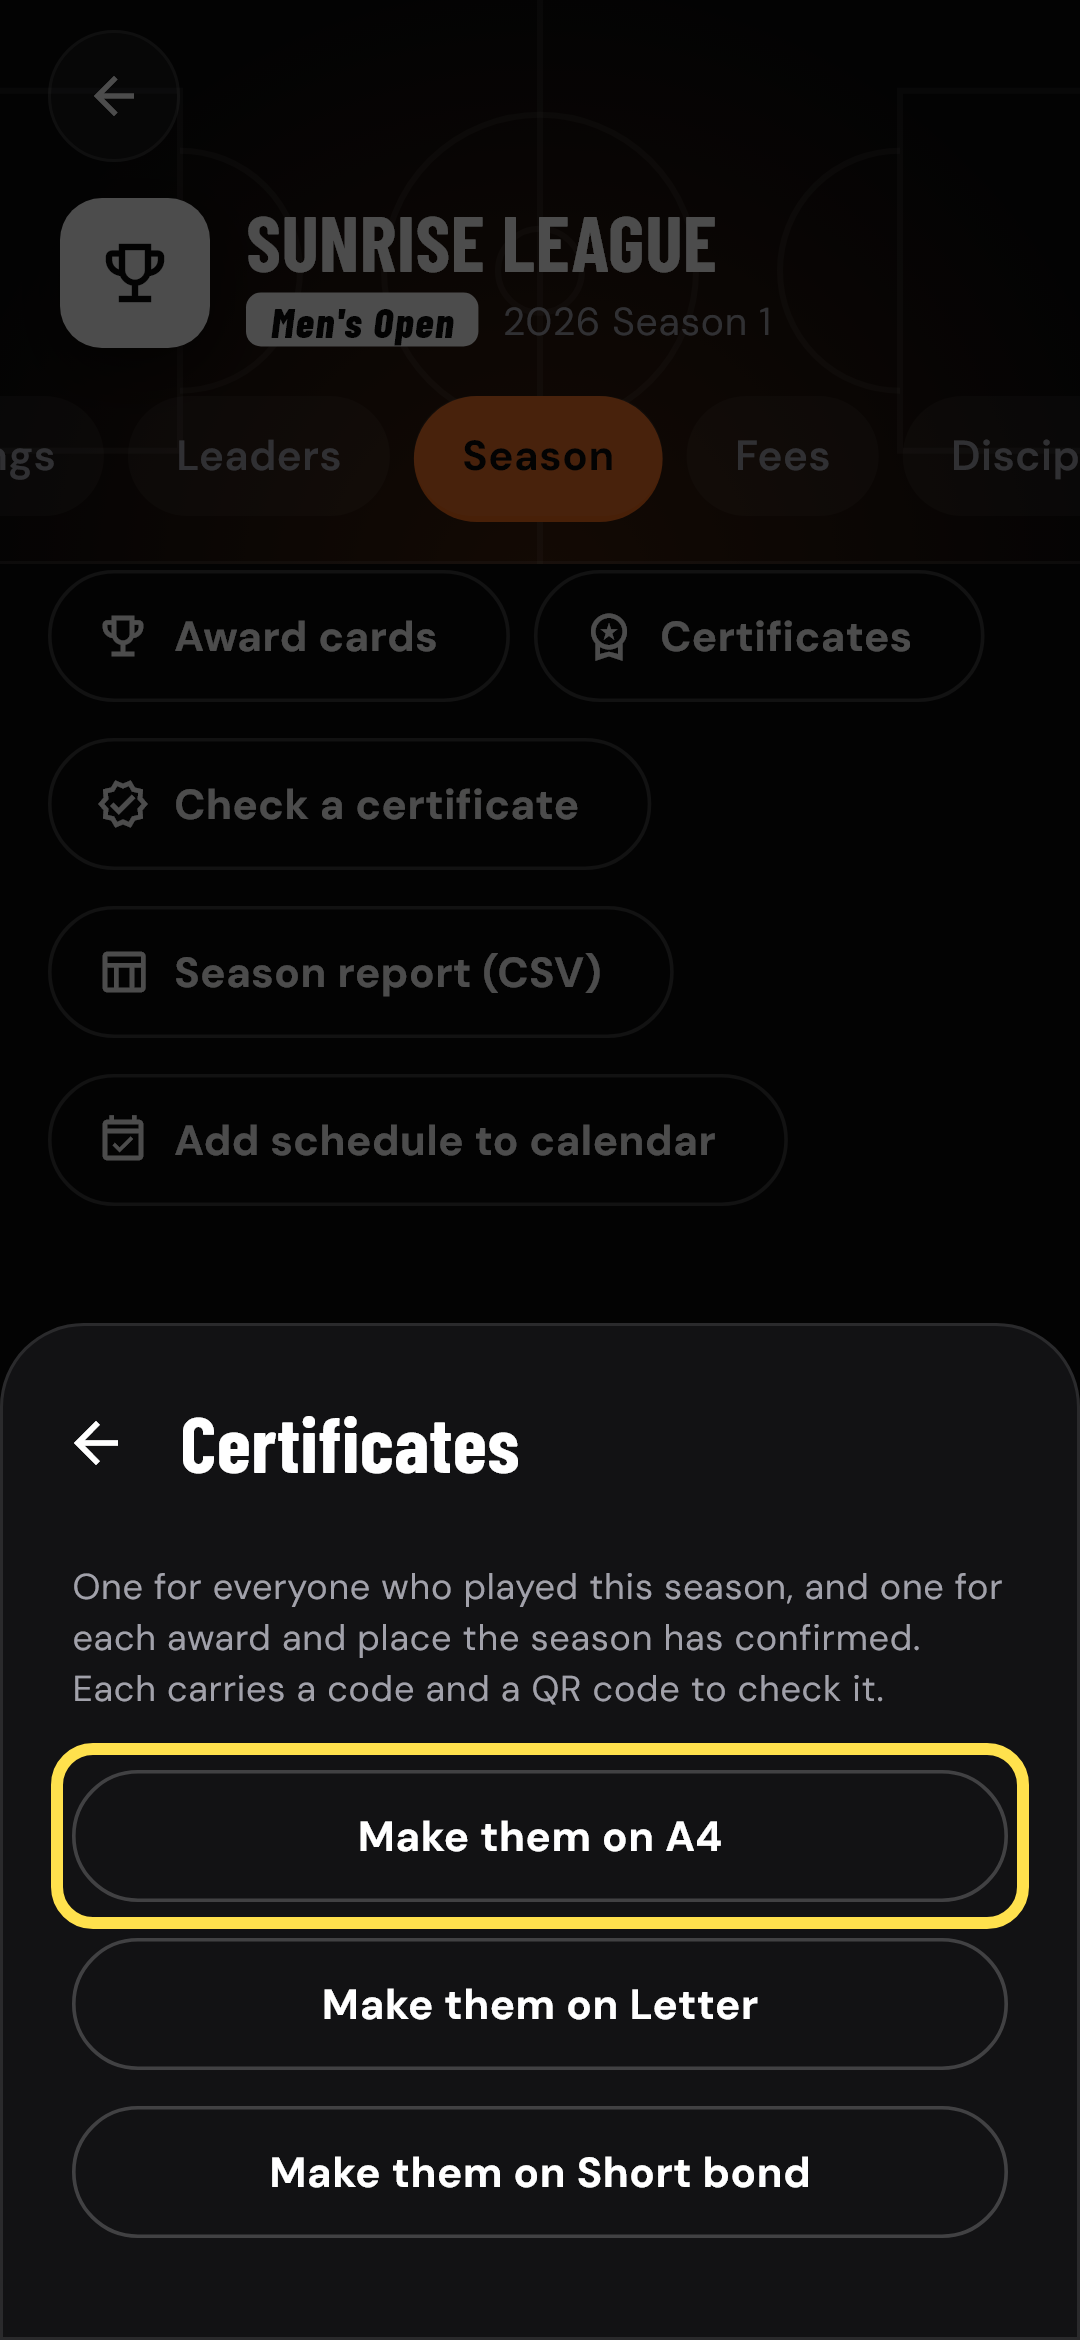 SUNRISE LEAGUE
Men's Open 2026 Season 1
ngs Leaders Season Fees Discip
Award cards Certificates
Check a certificate
Season report (CSV)
Add schedule to calendar
Certificates
One for everyone who played this season, and one for
each award and place the season has confirmed.
Each carries a code and a QR code to check it.
Make them on A4
Make them on Letter
Make them on Short bond